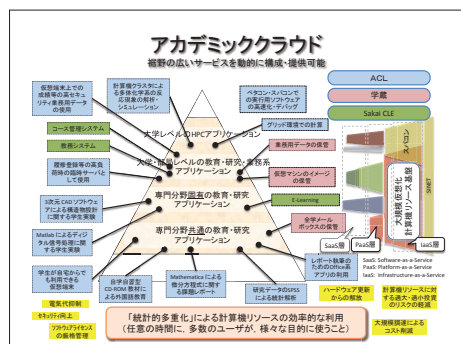 アカデミッククラウド
裾野の広いサービスを動的に構成・提供可能
仮想端末上での
成績等の高セキュ
リティ業務用データ
の使用
計算機クラスタに
よる多体化学系の反
応現象の解析・
シミュレーション
ペタコン・スパコンで
の実行用ソフトウェア
の高速化・デバッグ
グリッド環境での計算
コース管理システム
教務システム
履修登録等の高負
荷時の臨時サーバと
して使用
3次元 CADソフトウェ
アによる構造物設計
に関する学生実験
Matlab によるディジ
タル信号処理に関
する学生実験
学生が自宅からで
も利用できる
仮想端末
大学レベルのHPCアプリケーション
大学・部局レベルの教育・研究・業務系
アプリケーション
専門分野固有の教育・研究
アプリケーション
専門分野共通の教育・研究
アプリケーション
業務用データの保管
仮想マシンのイメージ
の保管
E-Learning
全学メール
ボックスの保管
自学自習型
CD-ROM 教材に
よる外国語教育
Mathematica による
微分方程式に関す
る課題レポート
研究データのSPSS
による統計解析
レポート執筆の
ためのOffice系
アプリの利用
ACL
学認
Sakai CLE
スパコン
SINET
大規模仮想化
計算機リソース基盤
SaaS層
PaaS層
IaaS層
SaaS: Software-as-a-Service
PaaS: Platform-as-a-Service
IaaS: Infrastructure-as-a-Service
電気代抑制
セキュリティ向上
ソフトウェアライセンス
の厳格管理
ハードウェア更新
からの解放
計算機リソースに対
する過大・過小投資
のリスクの軽減
大規模調達による
コスト削減
「統計的多重化」による計算機リソースの効率的な利用
（任意の時間に、多数のユーザが、様々な目的に使うこと）